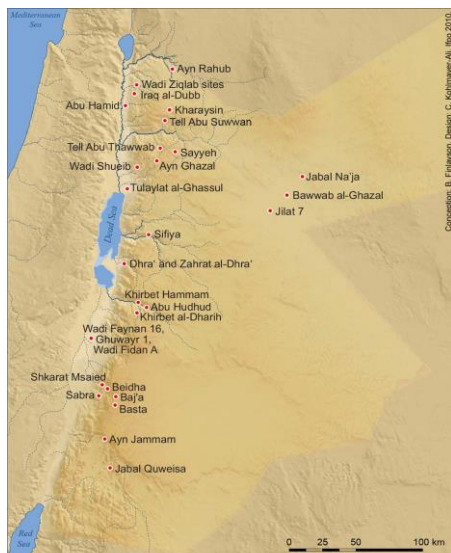 Mediterranean
Sea
Ayn Rahub
Wadi Ziqlab sites
Iraq al-Dubb
Abu Hamid
Kharaysin
Tell Abu Suwwan
Tell Abu Thawwab
Sayyeh
Ayn Ghazal
Wadi Shueib
Jabal Na'ja
Tulaylat al-Ghassul
Bawwab al-Ghazal
Jilat 7
Dead Sea
Sifiya
Dhra' and Zahrat al-Dhra'
Khirbet Hammam
Abu Hudhud
Khirbet al-Dharih
Wadi Faynan 16,
Ghuwayr 1,
Wadi Fidan A
Shkarat Msaied
Beidha
Sabra
Baj'a
Basta
Ayn Jammam
Jabal Quweisa
Red
Sea
0 25 50 100 km
Conception: B. Finlayson, Design: C. Kohlmayer-Ali, Ifpo 2010